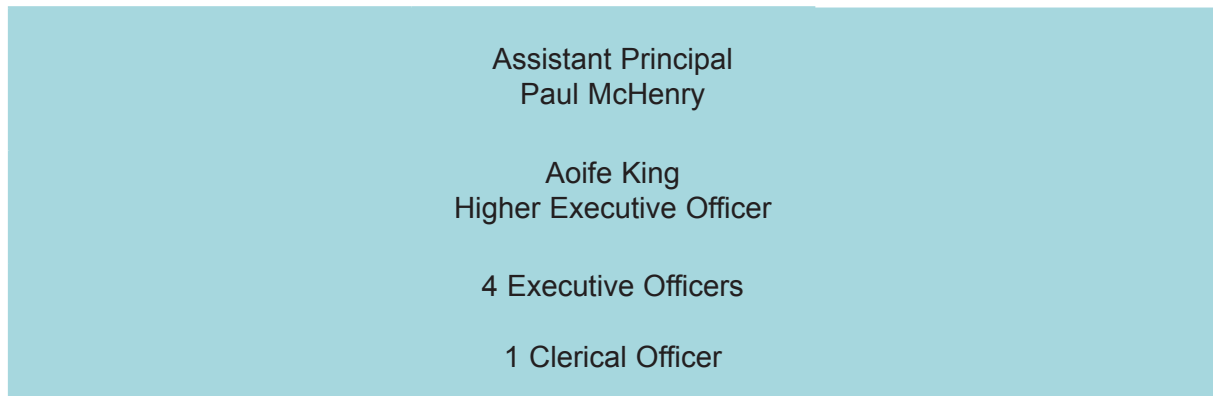 Assistant Principal
Paul McHenry
Aoife King
Higher Executive Officer
4 Executive Officers
1 Clerical Officer